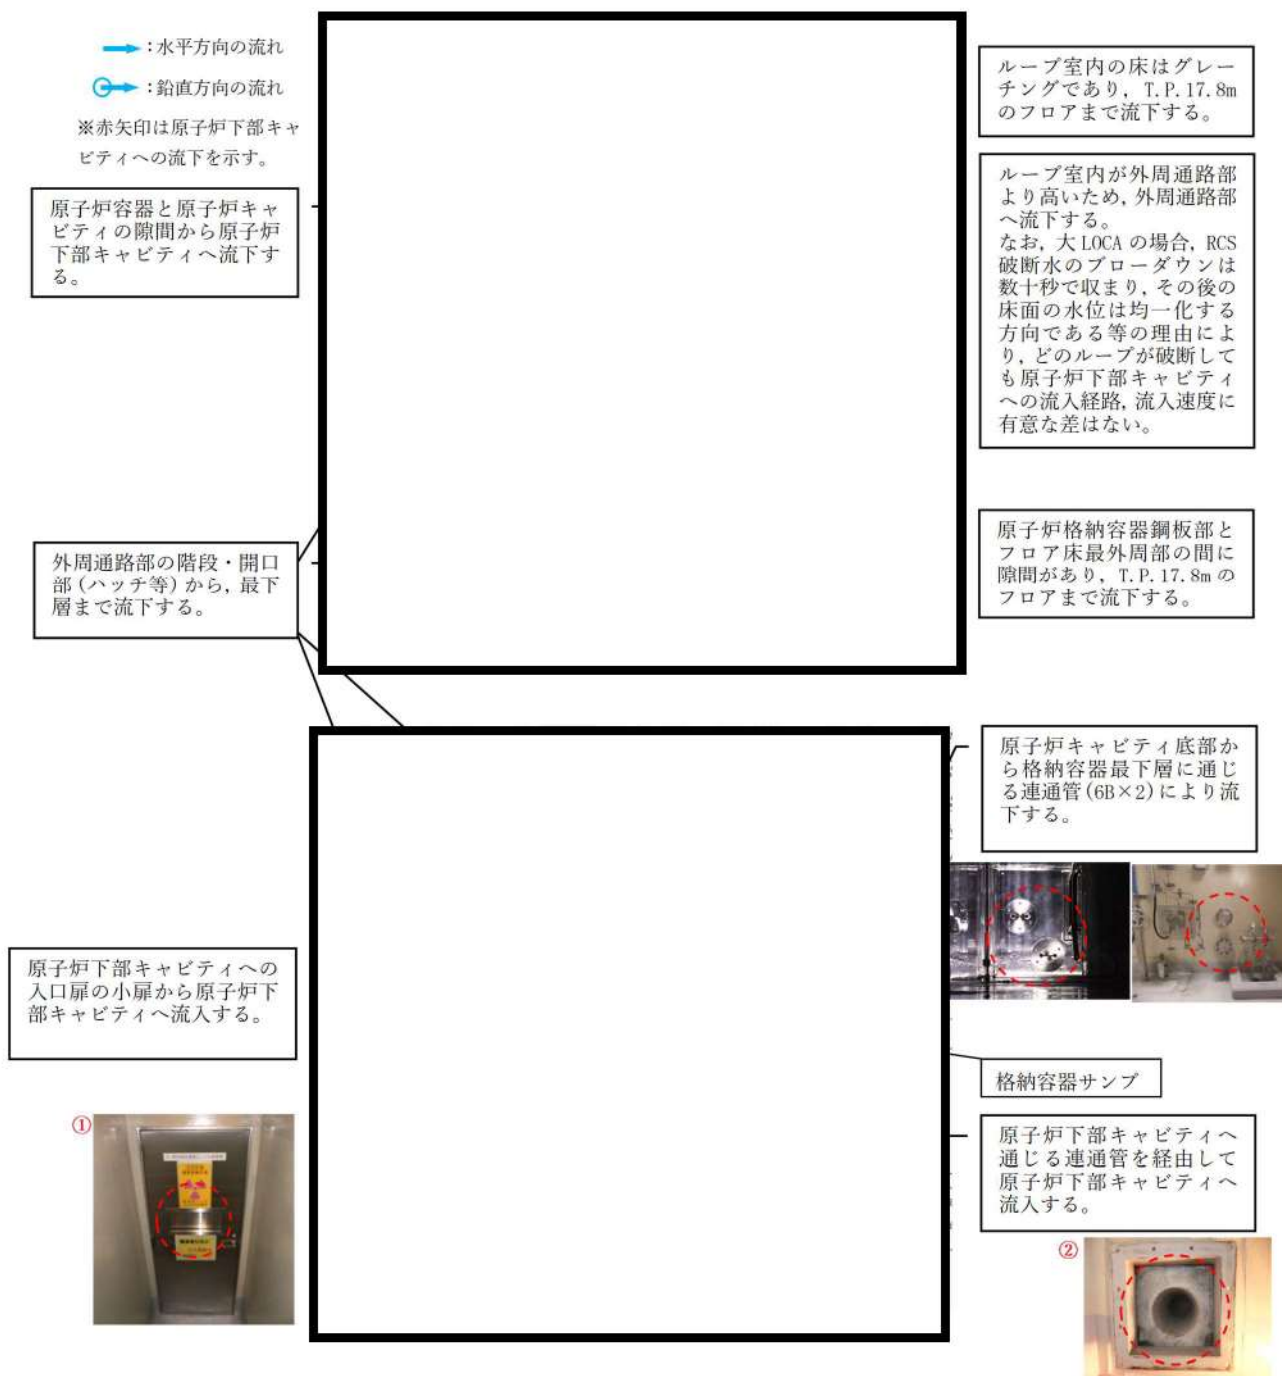 ：水平方向の流れ
：鉛直方向の流れ
※赤矢印は原子炉下部キャ
ビティへの流下を示す。
原子炉容器と原子炉キャ
ビティの隙間から原子炉
下部キャビティへ流下す
る。
外周通路部の階段・開口
部(ハッチ等)から，最下
層まで流下する。
ループ室内の床はグレー
チングであり，T.P.17.8m
のフロアまで流下する。
ループ室内が外周通路部
より高いため，外周通路部
へ流下する。
なお，大LOCAの場合，RCS
破断水のブローダウンは
数十秒で収まり，その後の
床面の水位は均一化する
方向である等の理由によ
り，どのループが破断して
も原子炉下部キャビティ
への流入経路，流入速度に
有意な差はない。
原子炉格納容器鋼板部と
フロア床最外周部の間に
隙間があり，T.P.17.8mの
フロアまで流下する。
原子炉キャビティ底部か
ら格納容器最下層に通じ
る連通管(6B×2)により流
下する。
原子炉下部キャビティへの
入口扉の小扉から原子炉下
部キャビティへ流入する。
①
格納容器サンプ
原子炉下部キャビティへ
通じる連通管を経由して
原子炉下部キャビティへ
流入する。
②